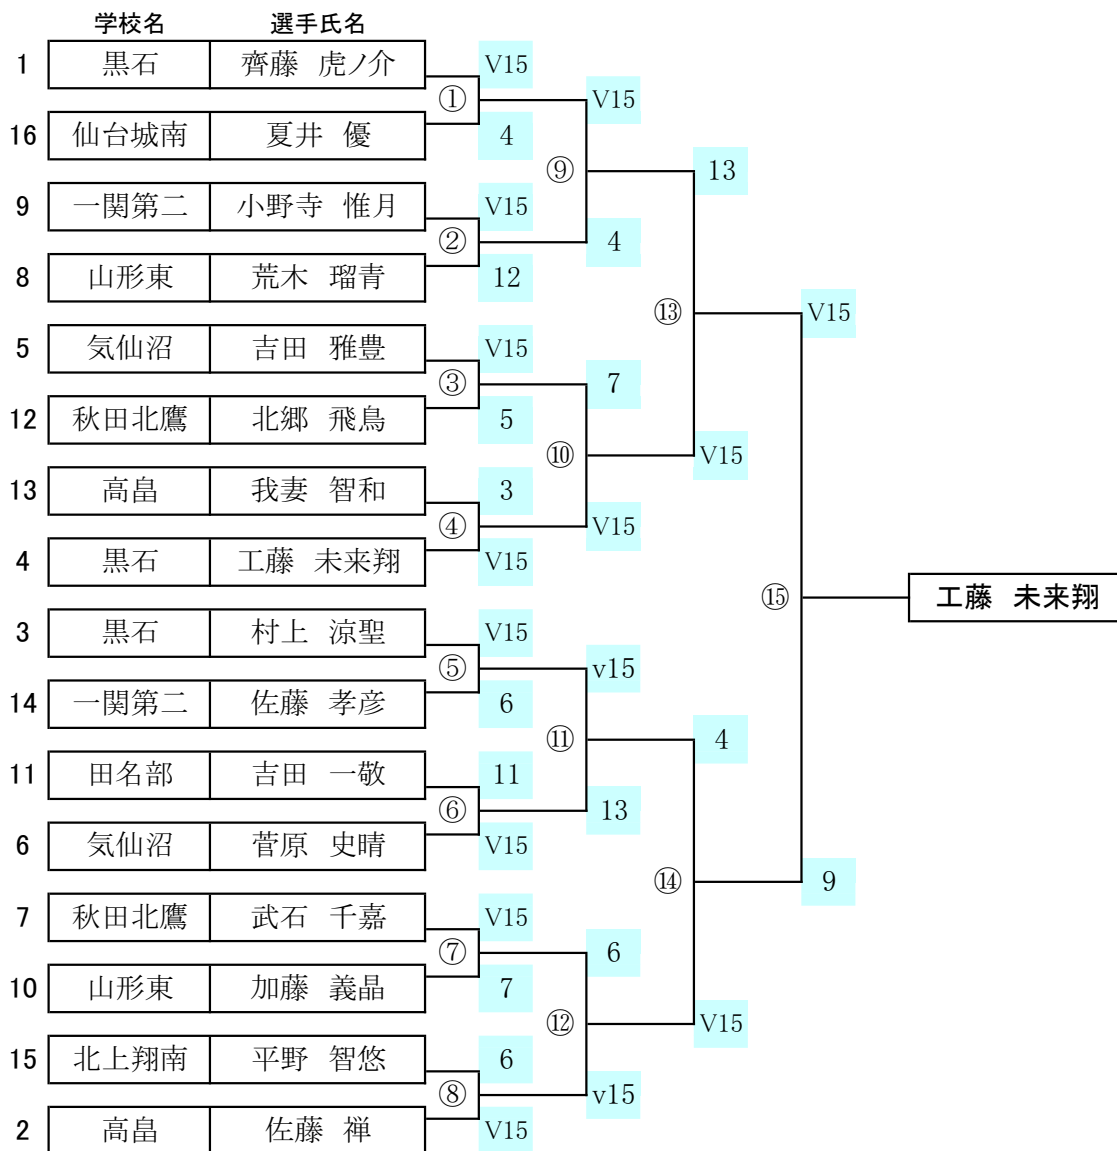 学校名 選手氏名
1 黒石 齊藤 虎ノ介 V15
① V15
16 仙台城南 夏井 優 4
⑨ 13
9 一関第二 小野寺 惟月 V15
② 4
8 山形東 荒木 瑠青 12
⑬ V15
5 気仙沼 吉田 雅豊 V15
③ 7
12 秋田北鷹 北郷 飛鳥 5
⑩ V15
13 高畠 我妻 智和 3
④ V15
4 黒石 工藤 未来翔 V15
⑮ 工藤 未来翔
3 黒石 村上 涼聖 V15
⑤ v15
14 一関第二 佐藤 孝彦 6
⑪ 4
11 田名部 吉田 一敬 11
⑥ 13
6 気仙沼 菅原 史晴 V15
⑭ 9
7 秋田北鷹 武石 千嘉 V15
⑦ 6
10 山形東 加藤 義晶 7
⑫ V15
15 北上翔南 平野 智悠 6
⑧ v15
2 高畠 佐藤 禅 V15